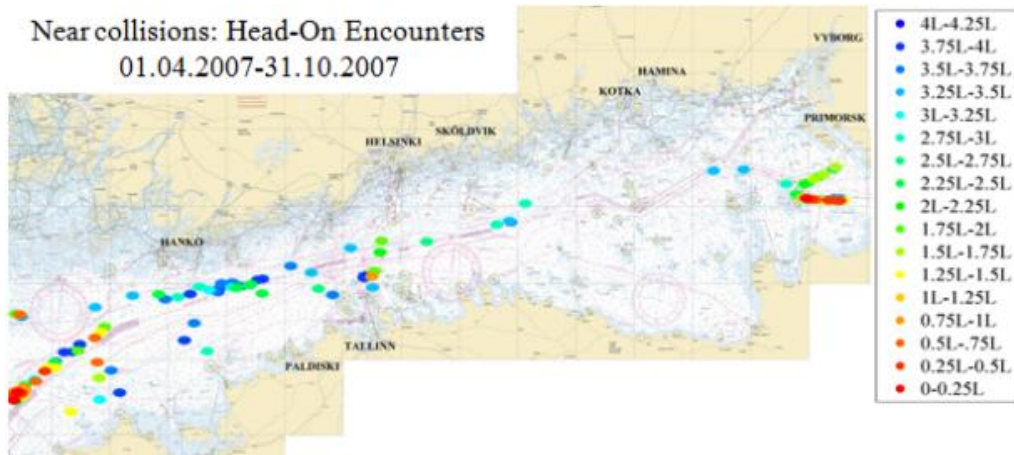 Near collisions: Head-On Encounters
01.04.2007-31.10.2007
VYBORG
HAMINA
KOTKA
PRIMORSK
SKÖLDVIK
HELSINKI
HANKO
TALLINN
PALDISKI
4L-4.25L
3.75L-4L
3.5L-3.75L
3.25L-3.5L
3L-3.25L
2.75L-3L
2.5L-2.75L
2.25L-2.5L
2L-2.25L
1.75L-2L
1.5L-1.75L
1.25L-1.5L
1L-1.25L
0.75L-1L
0.5L-.75L
0.25L-0.5L
0-0.25L